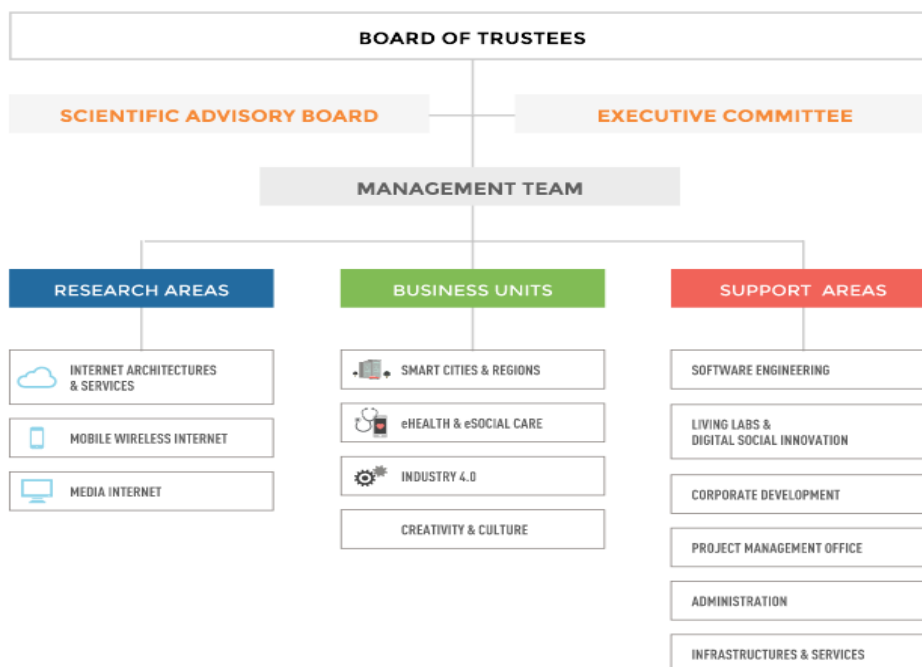 BOARD OF TRUSTEES
SCIENTIFIC ADVISORY BOARD
EXECUTIVE COMMITTEE
MANAGEMENT TEAM
RESEARCH AREAS
INTERNET ARCHITECTURES
& SERVICES
MOBILE WIRELESS INTERNET
MEDIA INTERNET
BUSINESS UNITS
SMART CITIES & REGIONS
eHEALTH & eSOCIAL CARE
INDUSTRY 4.0
CREATIVITY & CULTURE
SUPPORT AREAS
SOFTWARE ENGINEERING
LIVING LABS &
DIGITAL SOCIAL INNOVATION
CORPORATE DEVELOPMENT
PROJECT MANAGEMENT OFFICE
ADMINISTRATION
INFRASTRUCTURES & SERVICES